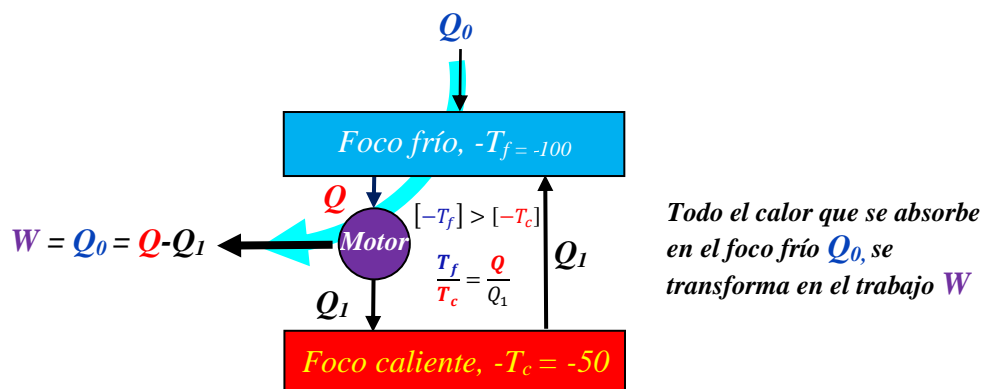 Q0
Foco frío, -Tf = -100
Q
[−Tf] > [−Tc]
Motor
W = Q0 = Q-Q1
Tf/Tc = Q/Q1
Q1
Q1
Foco caliente, -Tc = -50
Todo el calor que se absorbe
en el foco frío Q0, se
transforma en el trabajo W